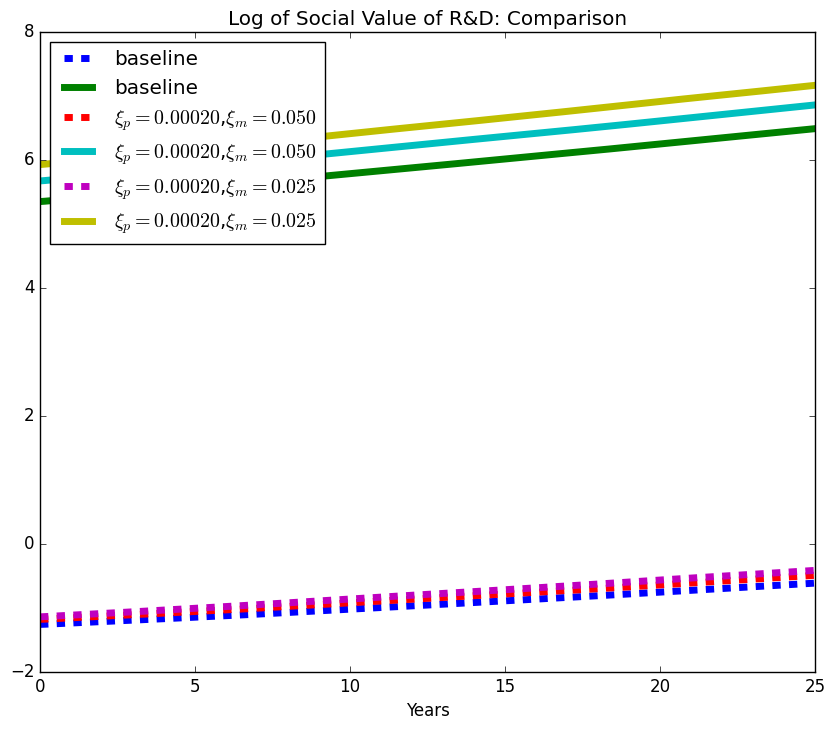 Log of Social Value of R&D: Comparison
8
baseline
baseline
ξp = 0.00020,ξm = 0.050
ξp = 0.00020,ξm = 0.050
ξp = 0.00020,ξm = 0.025
ξp = 0.00020,ξm = 0.025
6
4
2
0
−2
0 5 10 15 20 25
Years